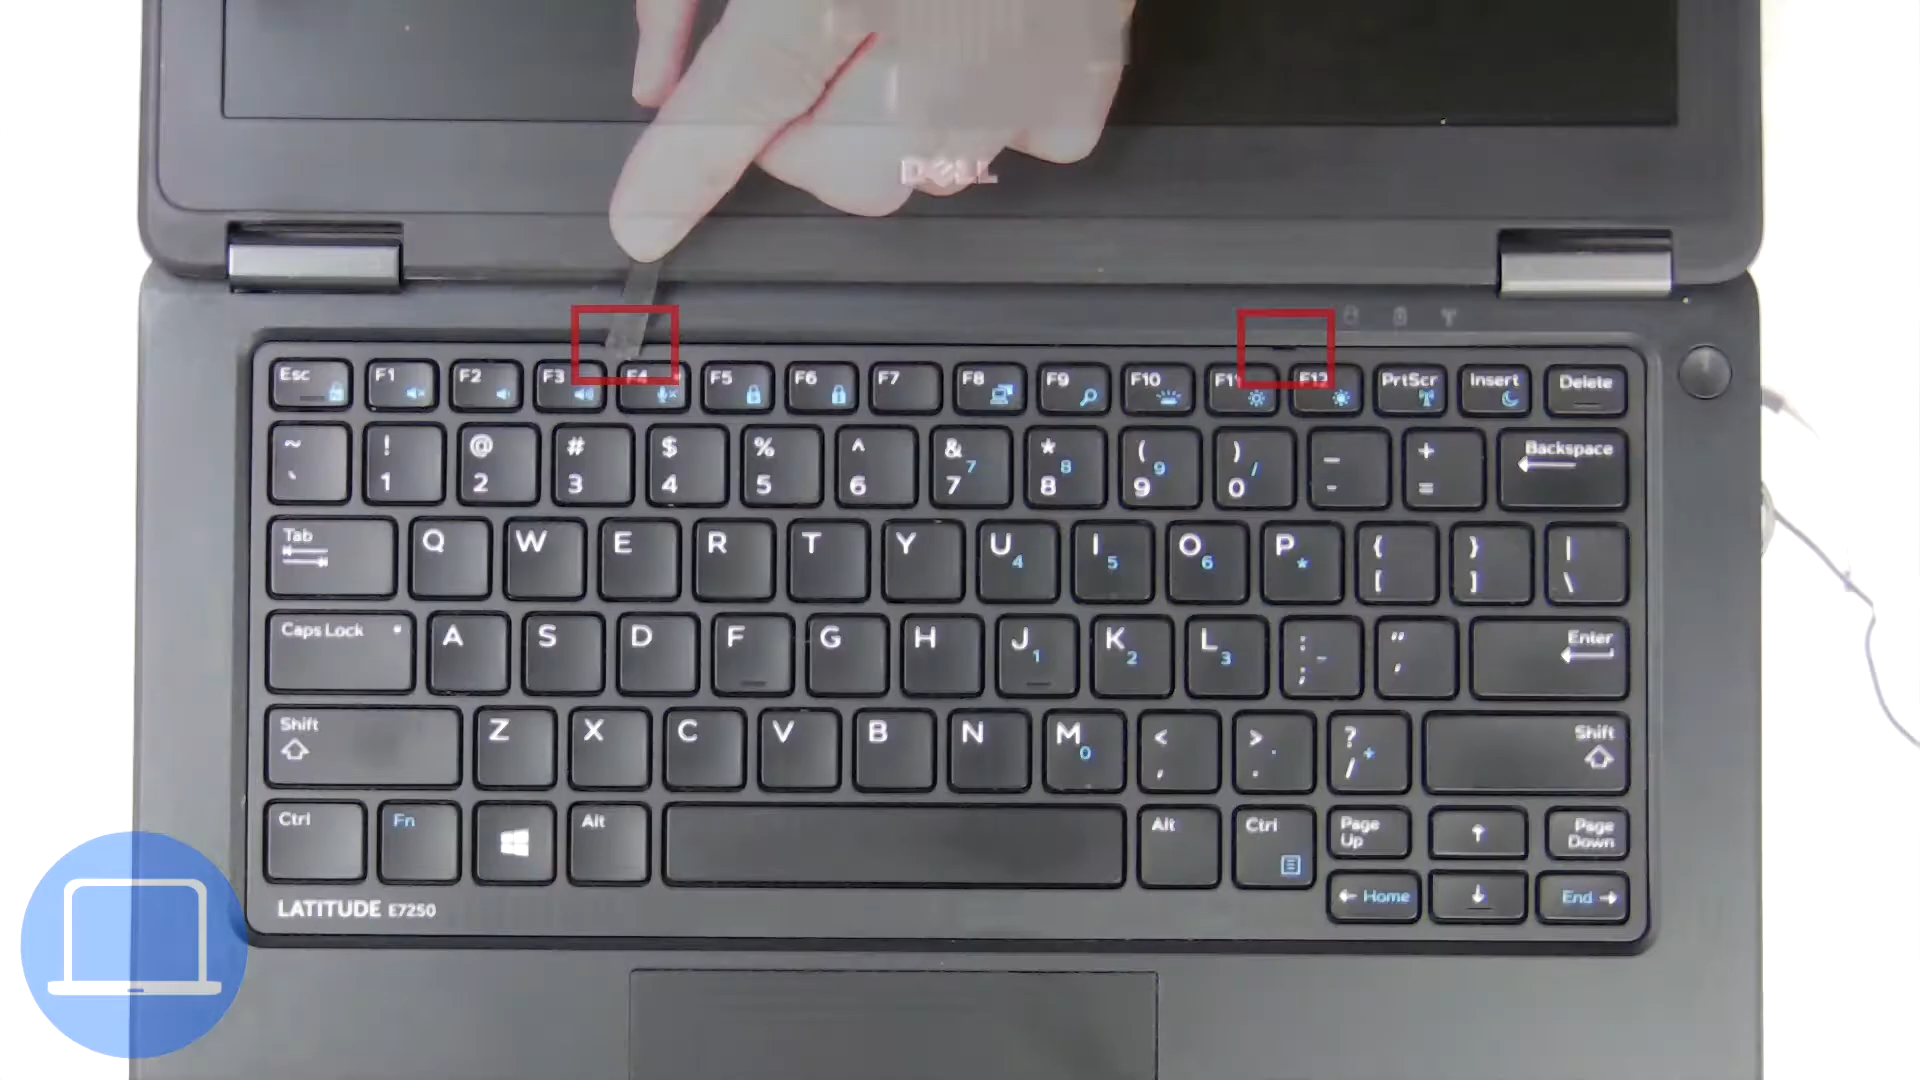 DELL
Esc F1 F2 F3 F4 F5 F6 F7 F8 F9 F10 F11 F12 PrtScr Insert Delete
~ ! @ # $ % ^ & * ( ) _ + Backspace
` 1 2 3 4 5 6 7 7 8 8 9 9 0 / - =
Tab Q W E R T Y U 4 I 5 O 6 P * { [ } ] | \
Caps Lock A S D F G H J 1 K 2 L 3 : ; - " ' Enter
Shift Z X C V B N M 0 < , > . . ? / + Shift
Ctrl Fn Alt Alt Ctrl Page Up ↑ Page Down
← Home ↓ End →
LATITUDE E7250